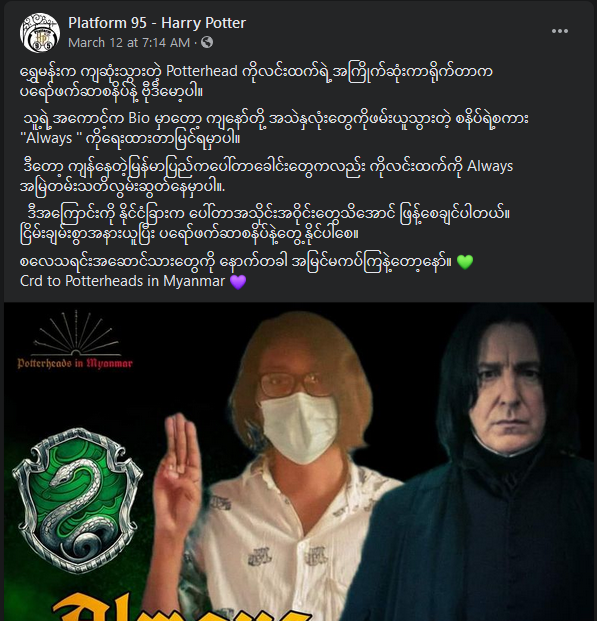 Platform 95 - Harry Potter
March 12 at 7:14 AM ·
ရွှေမန်းက ကျဆုံးသွားတဲ့ Potterhead ကိုလင်းထက်ရဲ့အကြိုက်ဆုံးကာရိုက်တာက
ပရော်ဖက်ဆာစနိပ်နဲ့ ဗိုဒီမော့ပါ။
သူ့ရဲ့အကောင့်က Bio မှာတော့ ကျနော်တို့ အသဲနှလုံးတွေကိုဖမ်းယူသွားတဲ့ စနိပ်ရဲ့စကား
"Always " ကိုရေးထားတာမြင်ရမှာပါ။
ဒီတော့ ကျန်နေတဲ့မြန်မာပြည်ကပေါ်တာခေါင်းတွေကလည်း ကိုလင်းထက်ကို Always
အမြဲတမ်းသတိလွမ်းဆွတ်နေမှာပါ။.
ဒီအကြောင်းကို နိုင်ငံခြားက ပေါ်တာအသိုင်းအဝိုင်းတွေသိအောင် ဖြန့်စေချင်ပါတယ်။
ငြိမ်းချမ်းစွာအနားယူပြီး ပရော်ဖက်ဆာစနိပ်နဲ့တွေ့နိုင်ပါစေ။
စလေသရင်းအဆောင်သားတွေကို နောက်တခါ အမြင်မကပ်ကြနဲ့တော့နော်။ 💚
Crd to Potterheads in Myanmar 💜
Potterheads in Myanmar
Always